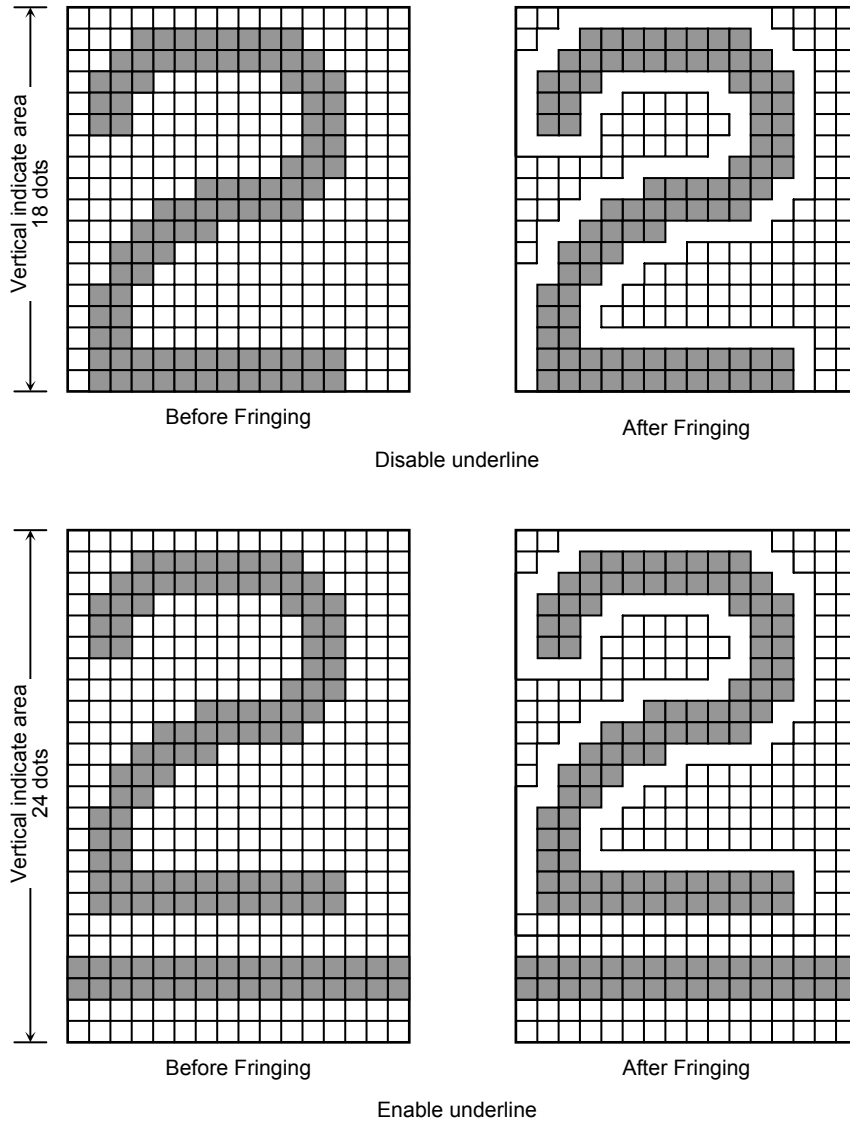 Vertical indicate area
18 dots
Before Fringing
After Fringing
Disable underline
Vertical indicate area
24 dots
Before Fringing
After Fringing
Enable underline